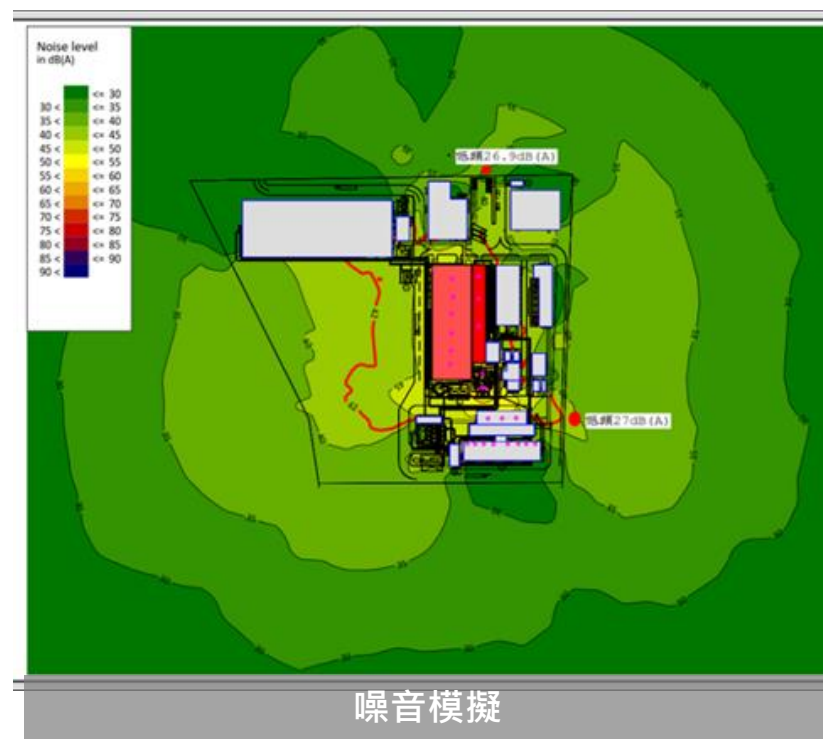 Noise level
in dB(A)
<= 30
30 < <= 35
35 < <= 40
40 < <= 45
45 < <= 50
50 < <= 55
55 < <= 60
60 < <= 65
65 < <= 70
70 < <= 75
75 < <= 80
80 < <= 85
85 < <= 90
90 <
低頻26.9dB(A)
低頻27dB(A)
噪音模擬